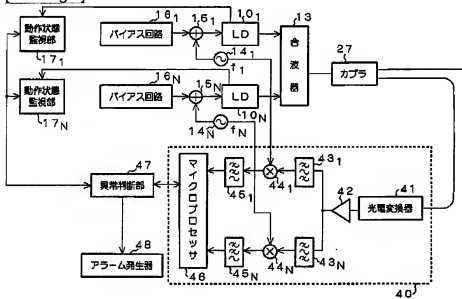 動作状態
監視部
17₁
バイアス回路
16₁
15₁
LD
10₁
14₁
f₁
合波器
13
カプラ
27
動作状態
監視部
17N
バイアス回路
16N
15N
LD
10N
14N
fN
異常判断部
47
アラーム発生器
48
マイクロプロセッサ
46
45₁
44₁
43₁
42
光電変換器
41
45N
44N
43N
40